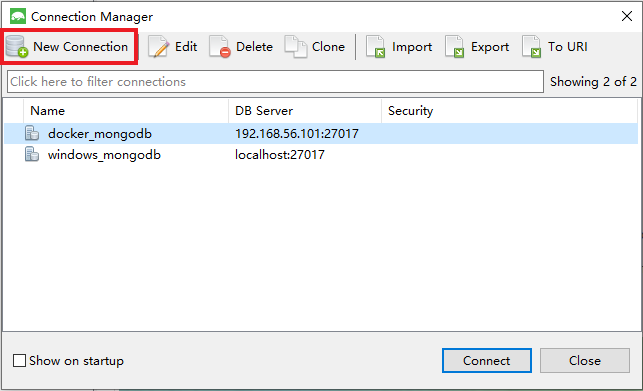 Connection Manager
New Connection Edit Delete Clone Import Export To URI
Click here to filter connections Showing 2 of 2
Name DB Server Security
docker_mongodb 192.168.56.101:27017
windows_mongodb localhost:27017
Show on startup Connect Close